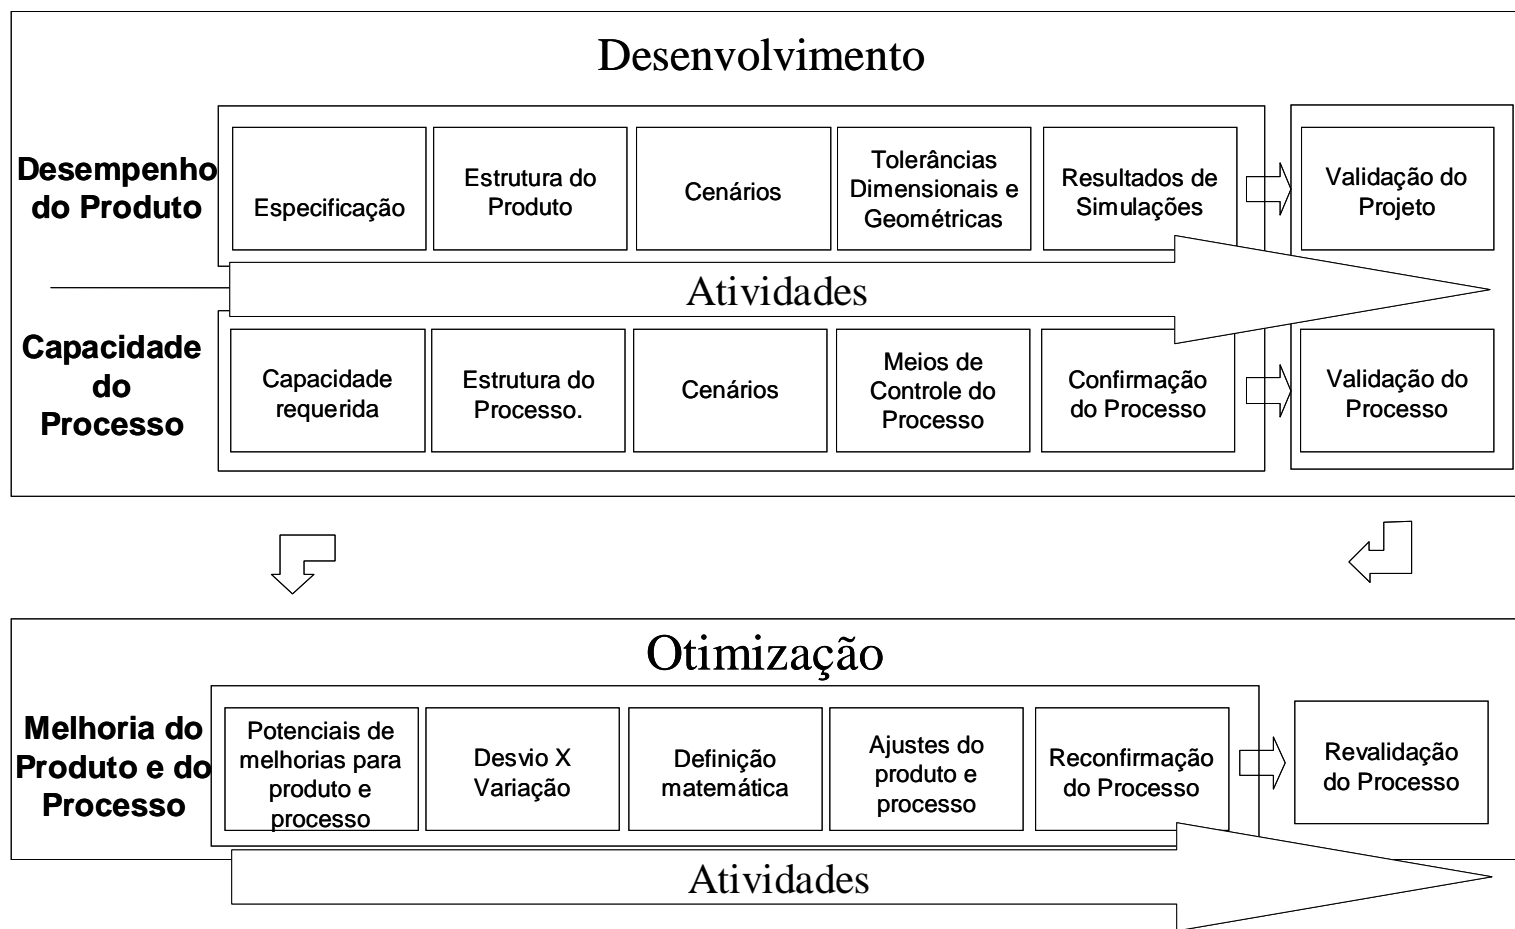 Desenvolvimento
Desempenho
do Produto
Especificação
Estrutura do
Produto
Cenários
Tolerâncias
Dimensionais e
Geométricas
Resultados de
Simulações
Validação do
Projeto
Atividades
Capacidade
do
Processo
Capacidade
requerida
Estrutura do
Processo.
Cenários
Meios de
Controle do
Processo
Confirmação
do Processo
Validação do
Processo
Otimização
Melhoria do
Produto e do
Processo
Potenciais de
melhorias para
produto e
processo
Desvio X
Variação
Definição
matemática
Ajustes do
produto e
processo
Reconfirmação
do Processo
Revalidação
do Processo
Atividades